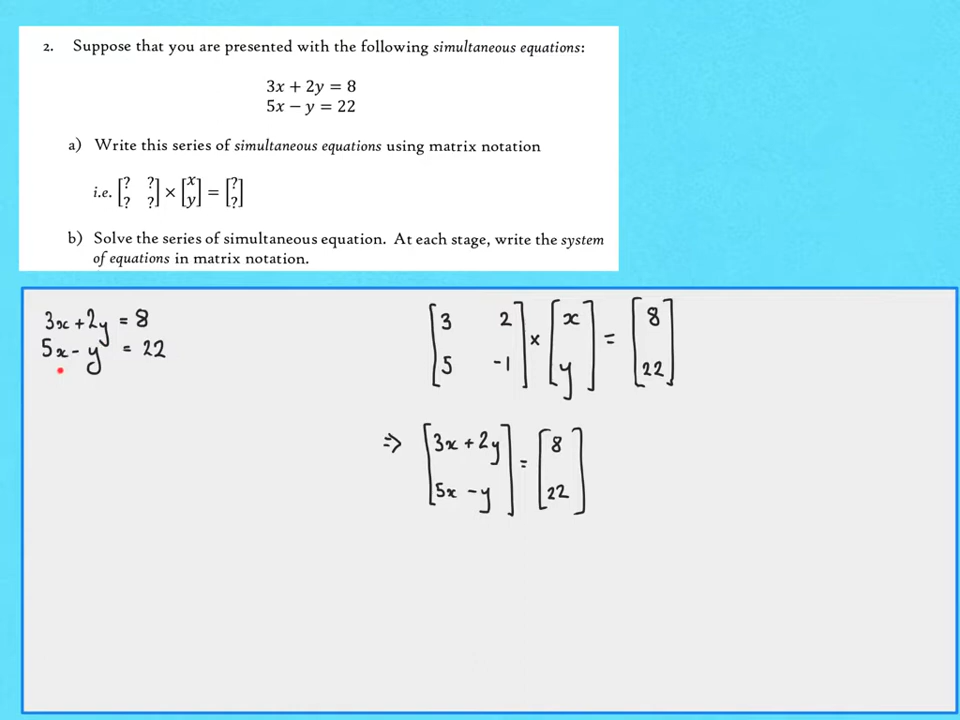 2. Suppose that you are presented with the following simultaneous equations:
3x + 2y = 8
5x − y = 22
a) Write this series of simultaneous equations using matrix notation
i.e. [? ? ? ?] × [x y] = [? ?]
b) Solve the series of simultaneous equation. At each stage, write the system
of equations in matrix notation.
3x + 2y = 8
5x - y = 22
[3 2 5 -1] x [x y] = [8 22]
=> [3x + 2y 5x - y] = [8 22]